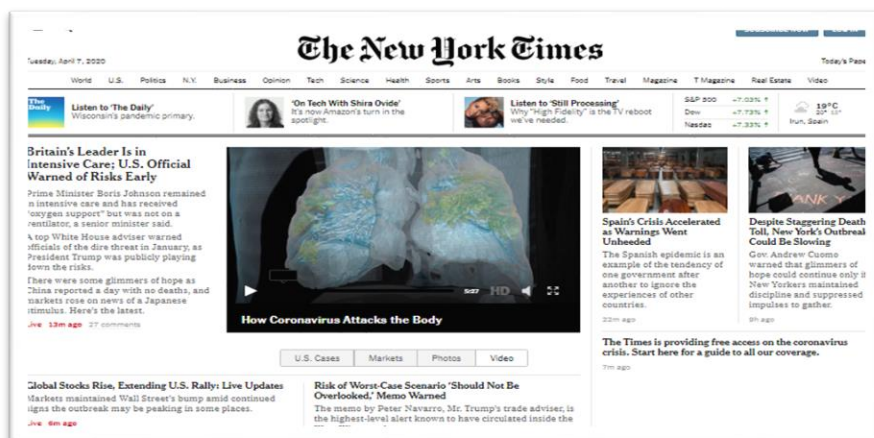 The New York Times
Tuesday, April 7, 2020
Today's Pape
World U.S. Politics N.Y. Business Opinion Tech Science Health Sports Arts Books Style Food Travel Magazine T Magazine Real Estate Video
The Daily
Listen to 'The Daily'
Wisconsin's pandemic primary.
'On Tech With Shira Ovide'
It's now Amazon's turn in the
spotlight.
Listen to 'Still Processing'
Why "High Fidelity" is the TV reboot
we've needed.
S&P 500 +7.03% ↑
Dow +7.73% ↑
Nasdaq +7.33% ↑
19°C
Irun, Spain
Britain's Leader Is in
Intensive Care; U.S. Official
Warned of Risks Early
Prime Minister Boris Johnson remained
in intensive care and has received
"oxygen support" but was not on a
ventilator, a senior minister said.
A top White House adviser warned
officials of the dire threat in January, as
President Trump was publicly playing
down the risks.
There were some glimmers of hope as
China reported a day with no deaths, and
markets rose on news of a Japanese
stimulus. Here's the latest.
Live 13m ago 27 comments
5:27 HD
How Coronavirus Attacks the Body
U.S. Cases Markets Photos Video
Spain's Crisis Accelerated
as Warnings Went
Unheeded
The Spanish epidemic is an
example of the tendency of
one government after
another to ignore the
experiences of other
countries.
22m ago
ANK Y
Despite Staggering Death
Toll, New York's Outbreak
Could Be Slowing
Gov. Andrew Cuomo
warned that glimmers of
hope could continue only if
New Yorkers maintained
discipline and suppressed
impulses to gather.
9h ago
The Times is providing free access on the coronavirus
crisis. Start here for a guide to all our coverage.
7m ago
Global Stocks Rise, Extending U.S. Rally: Live Updates
Markets maintained Wall Street's bump amid continued
signs the outbreak may be peaking in some places.
Live 6m ago
Risk of Worst-Case Scenario 'Should Not Be
Overlooked,' Memo Warned
The memo by Peter Navarro, Mr. Trump's trade adviser, is
the highest-level alert known to have circulated inside the